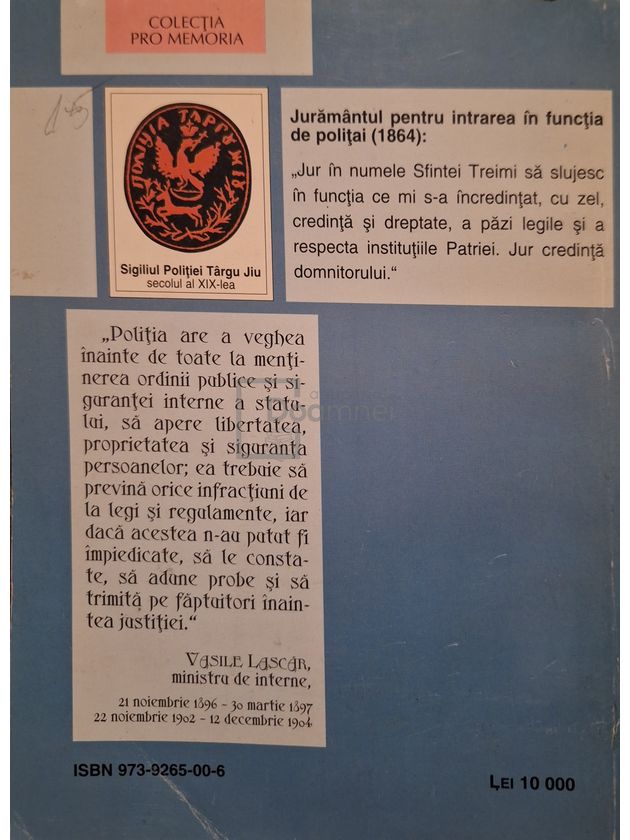 COLECȚIA
PRO MEMORIA
POLIȚIA TARGU JIU
Sigiliul Poliției Târgu Jiu
secolul al XIX-lea
Jurământul pentru intrarea în funcția
de polițai (1864):
„Jur în numele Sfintei Treimi să slujesc
în funcția ce mi s-a încredințat, cu zel,
credință și dreptate, a păzi legile și a
respecta instituțiile Patriei. Jur credință
domnitorului.“
„Poliția are a veghea
înainte de toate la menți-
nerea ordinii publice și si-
guranței interne a statu-
lui, să apere libertatea,
proprietatea și siguranța
persoanelor; ea trebuie să
prevină orice infracțiuni de
la legi și regulamente, iar
dacă acestea n-au putut fi
împiedicate, să le consta-
te, să adune probe și să
trimită pe făptuitori înain-
tea justiției.“
VASILE LASCĂR,
ministru de interne,
21 noiembrie 1896 - 30 martie 1897
22 noiembrie 1902 - 12 decembrie 1904
ISBN 973-9265-00-6
LEI 10 000